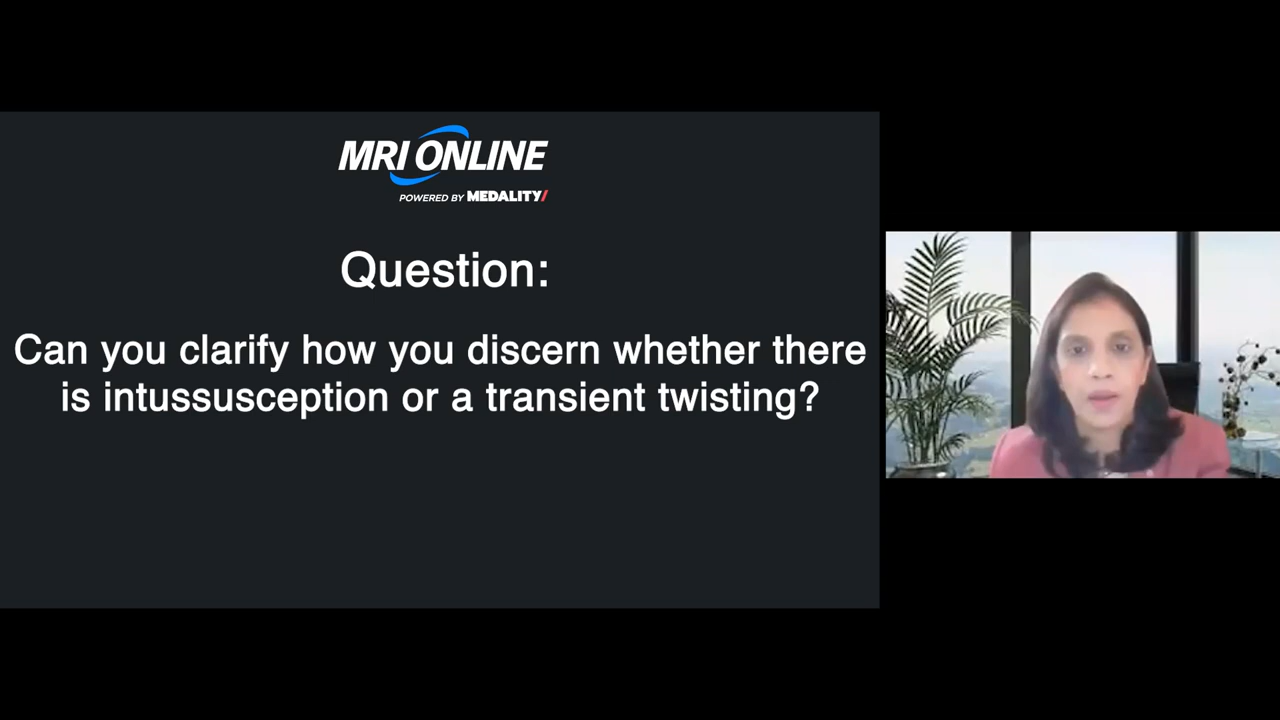 MRI ONLINE
POWERED BY MEDALITY/
Question:
Can you clarify how you discern whether there
is intussusception or a transient twisting?